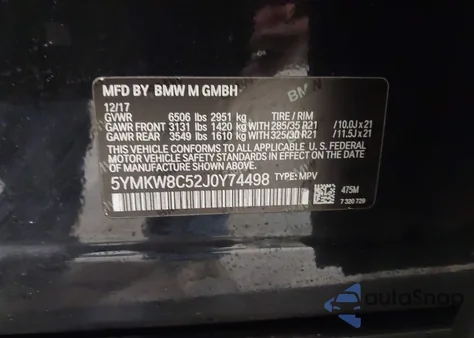 MFD BY BMW M GMBH
12/17
GVWR 6506 lbs 2951 kg TIRE / RIM
GAWR FRONT 3131 lbs 1420 kg WITH 285/35 R21 / 10.0J x 21
GAWR REAR 3549 lbs 1610 kg WITH 325/30 R21 / 11.5J x 21
THIS VEHICLE CONFORMS TO ALL APPLICABLE U.S. FEDERAL
MOTOR VEHICLE SAFETY STANDARDS IN EFFECT ON THE DATE OF
MANUFACTURE SHOWN ABOVE.
5YMKW8C52J0Y74498 TYPE: MPV
475M
7 320 729
autoSnap